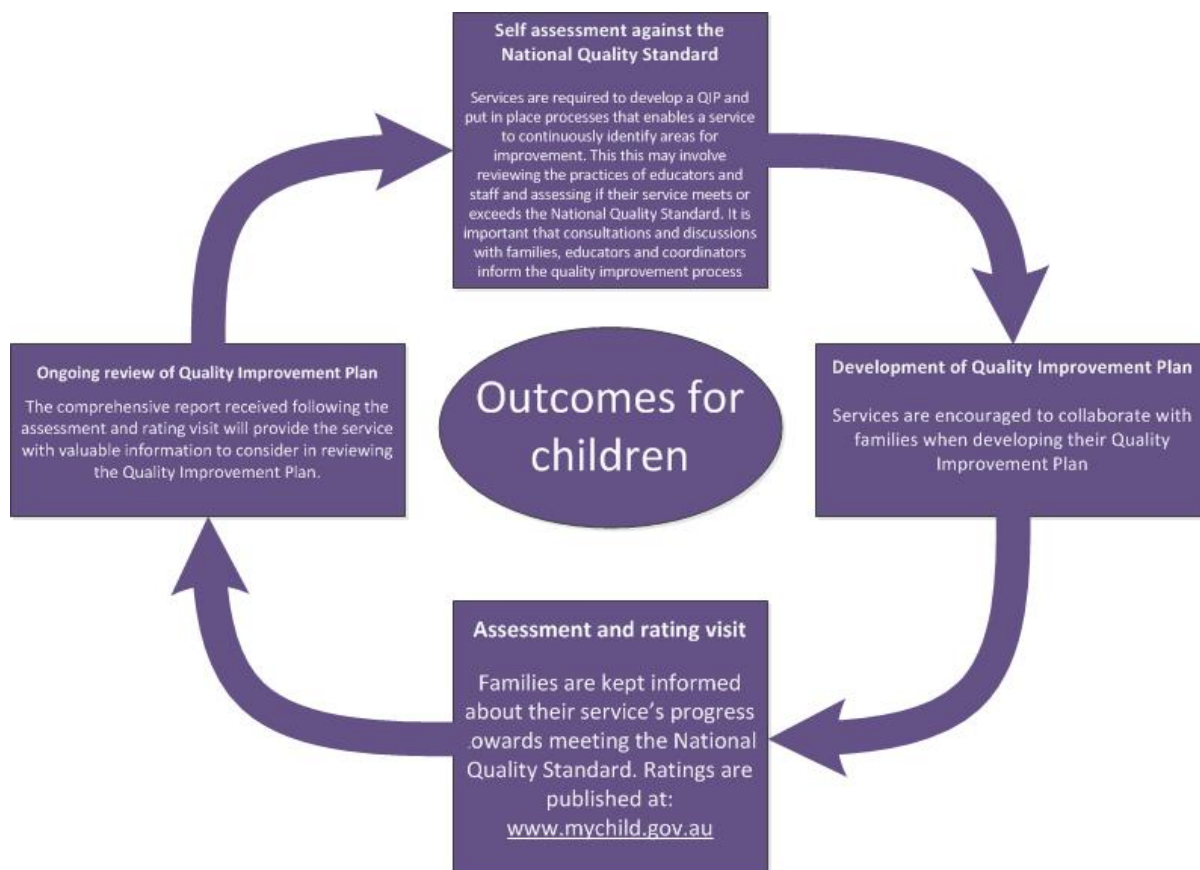 Self assessment against the
National Quality Standard
Services are required to develop a QIP and
put in place processes that enables a service
to continuously identify areas for
improvement. This this may involve
reviewing the practices of educators and
staff and assessing if their service meets or
exceeds the National Quality Standard. It is
important that consultations and discussions
with families, educators and coordinators
inform the quality improvement process
Ongoing review of Quality Improvement Plan
The comprehensive report received following the
assessment and rating visit will provide the service
with valuable information to consider in reviewing
the Quality Improvement Plan.
Outcomes for
children
Development of Quality Improvement Plan
Services are encouraged to collaborate with
families when developing their Quality
Improvement Plan
Assessment and rating visit
Families are kept informed
about their service's progress
owards meeting the National
Quality Standard. Ratings are
published at:
www.mychild.gov.au